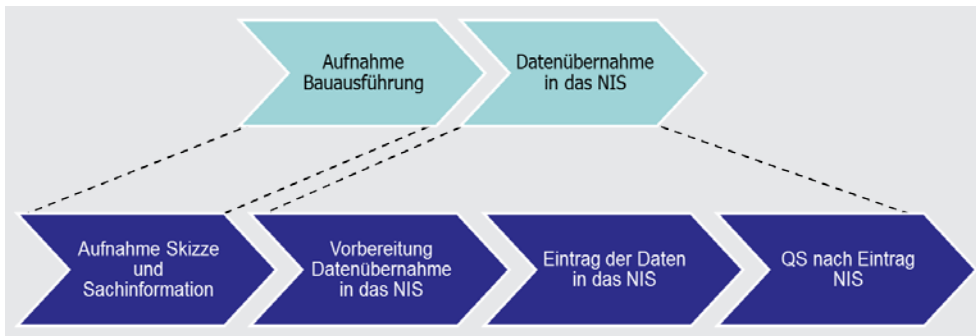 Aufnahme
Bauausführung
Datenübernahme
in das NIS
Aufnahme Skizze
und
Sachinformation
Vorbereitung
Datenübernahme
in das NIS
Eintrag der Daten
in das NIS
QS nach Eintrag
NIS